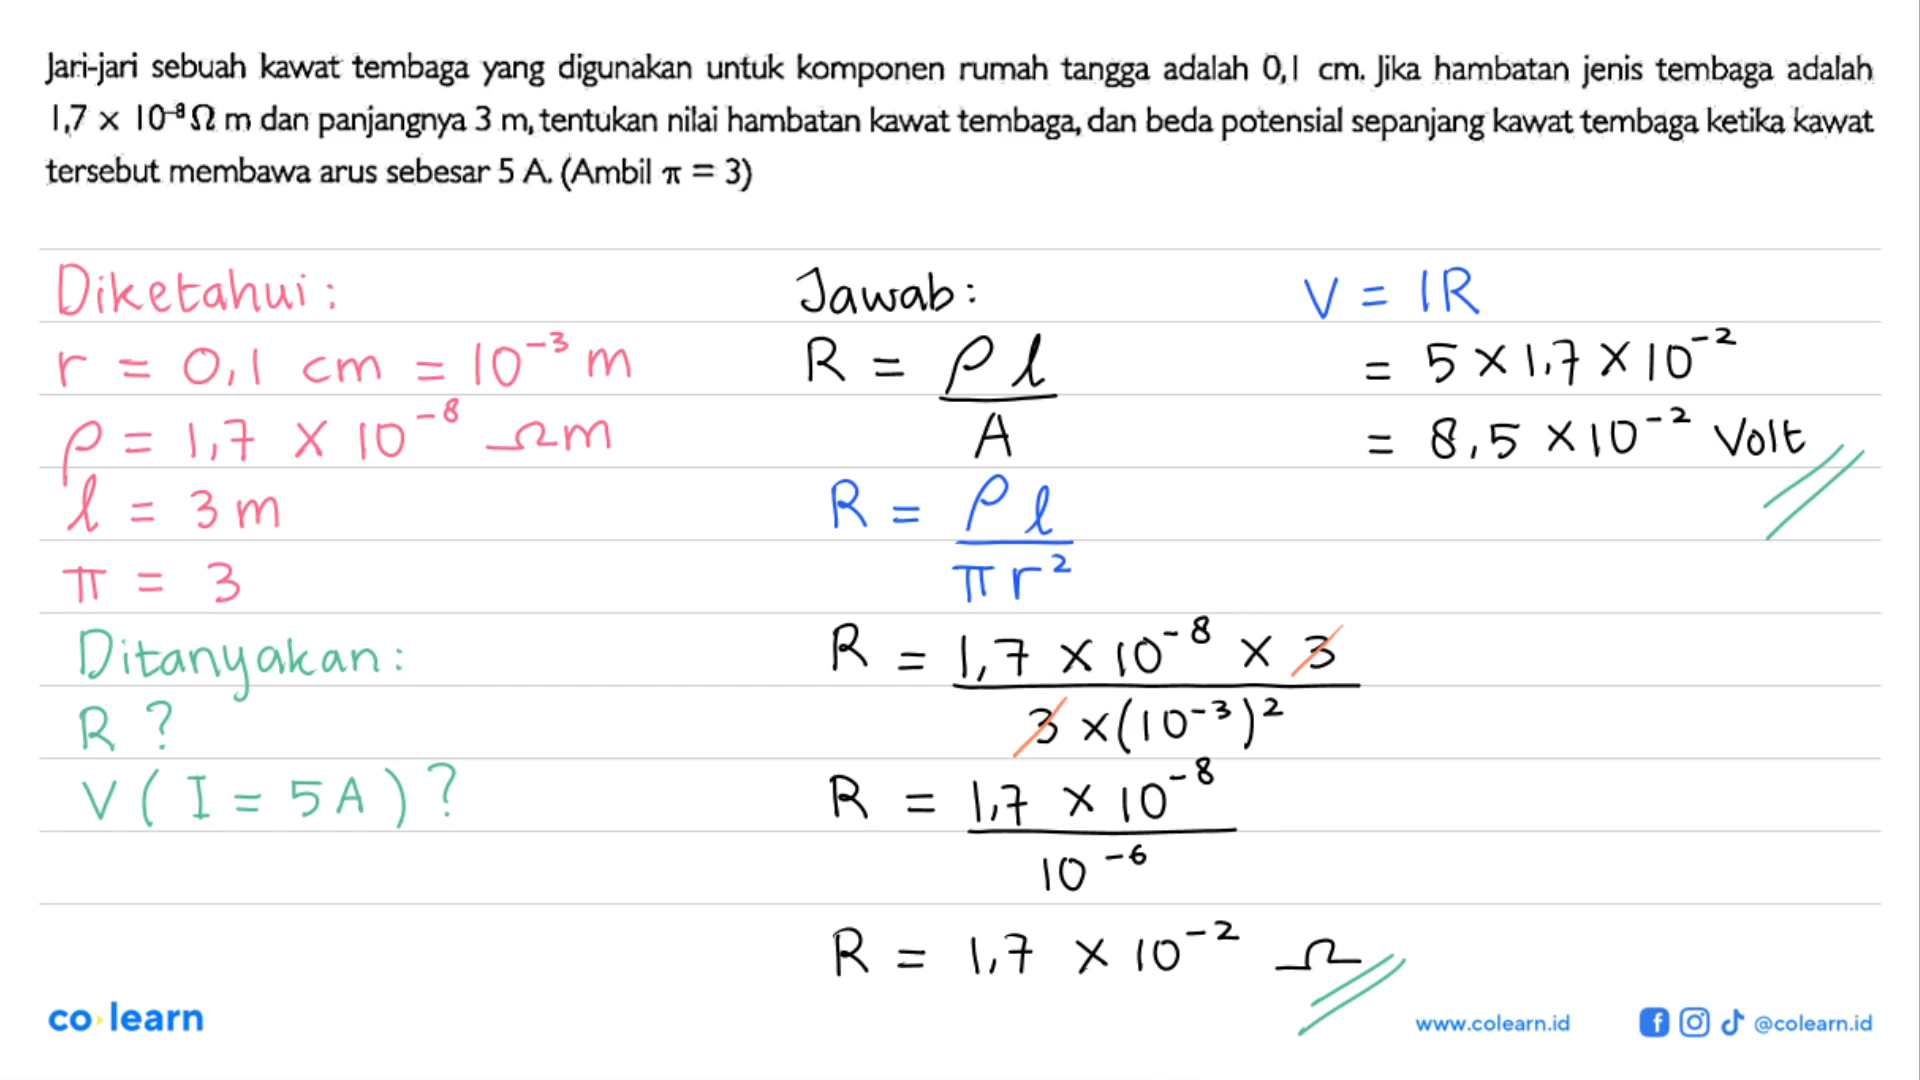 Jari-jari sebuah kawat tembaga yang digunakan untuk komponen rumah tangga adalah 0,1 cm. Jika hambatan jenis tembaga adalah
1,7 × 10⁻⁸ Ω m dan panjangnya 3 m, tentukan nilai hambatan kawat tembaga, dan beda potensial sepanjang kawat tembaga ketika kawat
tersebut membawa arus sebesar 5 A. (Ambil π = 3)
Diketahui :
r = 0,1 cm = 10⁻³ m
ρ = 1,7 × 10⁻⁸ Ωm
l = 3 m
π = 3
Ditanyakan :
R ?
V ( I = 5 A ) ?
Jawab :
R = ρ l
A
R = ρ l
π r²
R = 1,7 × 10⁻⁸ × 3
3 × (10⁻³)²
R = 1,7 × 10⁻⁸
10⁻⁶
R = 1,7 × 10⁻² Ω
V = IR
= 5 × 1,7 × 10⁻²
= 8,5 × 10⁻² Volt
co learn
www.colearn.id
@colearn.id